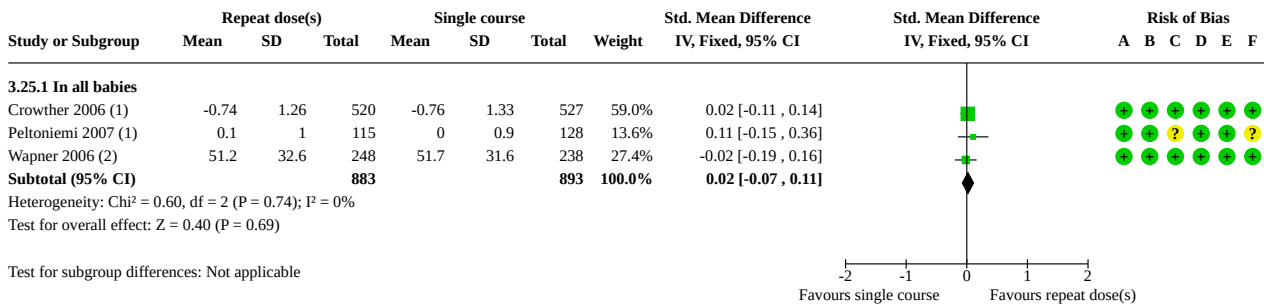 Repeat dose(s) Single course Std. Mean Difference Std. Mean Difference Risk of Bias
Study or Subgroup Mean SD Total Mean SD Total Weight IV, Fixed, 95% CI IV, Fixed, 95% CI A B C D E F
3.25.1 In all babies
Crowther 2006 (1) -0.74 1.26 520 -0.76 1.33 527 59.0% 0.02 [-0.11 , 0.14] + + + + + +
Peltoniemi 2007 (1) 0.1 1 115 0 0.9 128 13.6% 0.11 [-0.15 , 0.36] + + ? + + ?
Wapner 2006 (2) 51.2 32.6 248 51.7 31.6 238 27.4% -0.02 [-0.19 , 0.16] + + + + + +
Subtotal (95% CI) 883 893 100.0% 0.02 [-0.07 , 0.11]
Heterogeneity: Chi² = 0.60, df = 2 (P = 0.74); I² = 0%
Test for overall effect: Z = 0.40 (P = 0.69)
Test for subgroup differences: Not applicable
-2 -1 0 1 2
Favours single course Favours repeat dose(s)